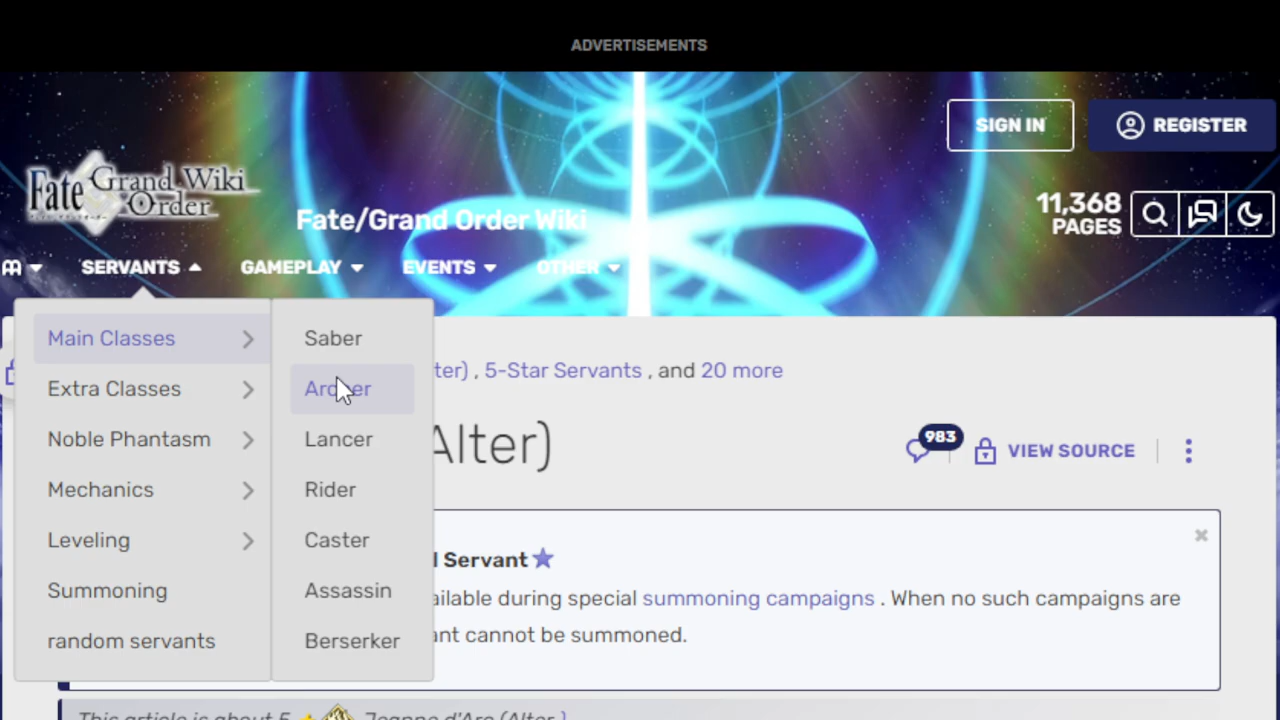 ADVERTISEMENTS
SIGN IN
REGISTER
Fate Grand Order Wiki
Fate/Grand Order Wiki
11,368
PAGES
SERVANTS
GAMEPLAY
EVENTS
OTHER
Main Classes
Extra Classes
Noble Phantasm
Mechanics
Leveling
Summoning
random servants
Saber
Archer
Lancer
Rider
Caster
Assassin
Berserker
ter) , 5-Star Servants , and 20 more
Alter)
983
VIEW SOURCE
Servant
ailable during special summoning campaigns . When no such campaigns are
ant cannot be summoned.
This article is about 5 Jeanne d'Arc (Alter )